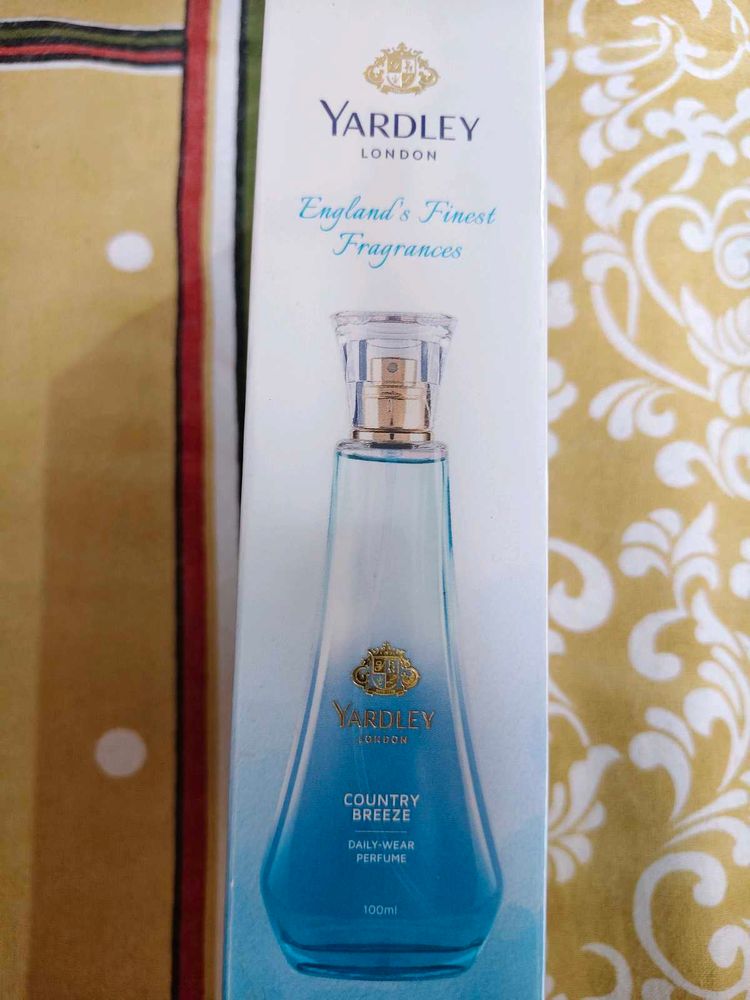 YARDLEY
LONDON
England's Finest
Fragrances
YARDLEY
LONDON
COUNTRY
BREEZE
DAILY-WEAR
PERFUME
100ml